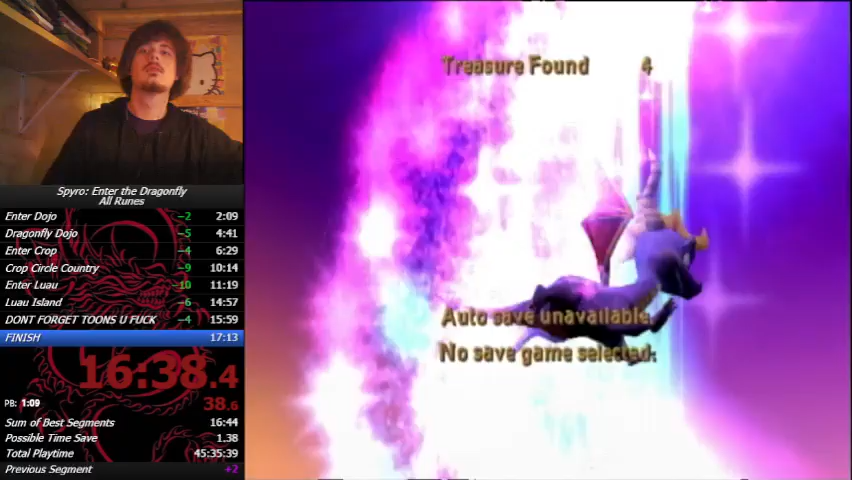 Treasure Found 4
Auto save unavailable.
No save game selected.
Spyro: Enter the Dragonfly
All Runes
Enter Dojo −2 2:09
Dragonfly Dojo −5 4:41
Enter Crop −4 6:29
Crop Circle Country −9 10:14
Enter Luau −10 11:19
Luau Island −6 14:57
DONT FORGET TOONS U FUCK −4 15:59
FINISH 17:13
16:38.4
PB: 1:09 38.6
Sum of Best Segments 16:44
Possible Time Save 1.38
Total Playtime 45:35:39
Previous Segment +2